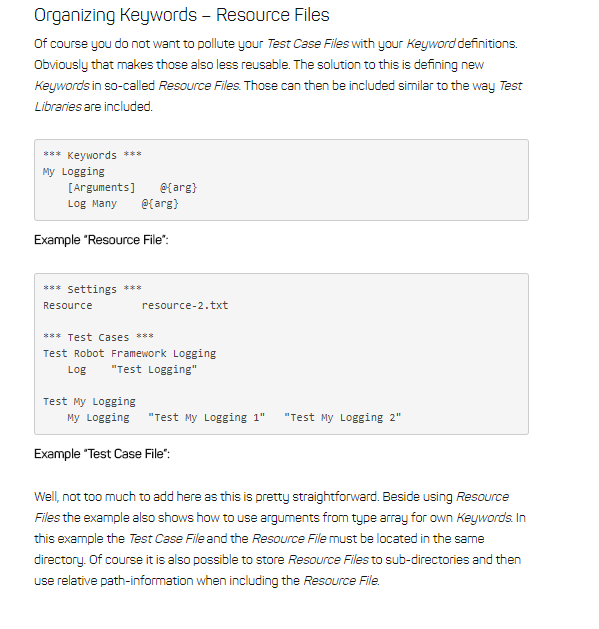 Organizing Keywords – Resource Files
Of course you do not want to pollute your Test Case Files with your Keyword definitions.
Obviously that makes those also less reusable. The solution to this is defining new
Keywords in so-called Resource Files. Those can then be included similar to the way Test
Libraries are included.
*** Keywords ***
My Logging
    [Arguments]    @{arg}
    Log Many    @{arg}
Example "Resource File":
*** Settings ***
Resource        resource-2.txt
*** Test Cases ***
Test Robot Framework Logging
    Log    "Test Logging"
Test My Logging
    My Logging   "Test My Logging 1"   "Test My Logging 2"
Example "Test Case File":
Well, not too much to add here as this is pretty straightforward. Beside using Resource
Files the example also shows how to use arguments from type array for own Keywords. In
this example the Test Case File and the Resource File must be located in the same
directory. Of course it is also possible to store Resource Files to sub-directories and then
use relative path-information when including the Resource File.